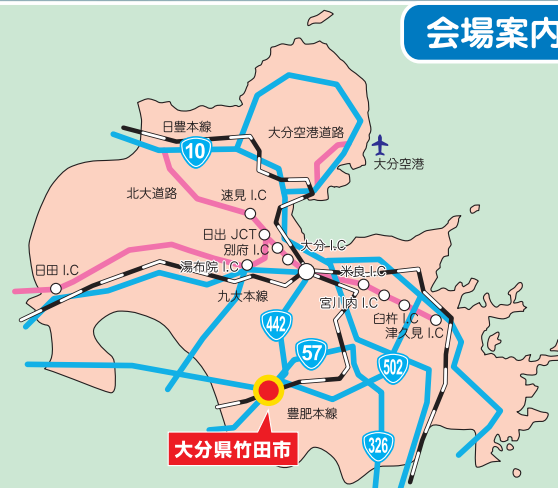 会場案内
日豊本線
10
大分空港道路
大分空港
北大道路
速見 I.C
日出 JCT
別府 I.C
大分 I.C
湯布院 I.C
日田 I.C
米良 I.C
九大本線
宮川内 I.C
臼杵 I.C
津久見 I.C
442
57
502
豊肥本線
大分県竹田市
326